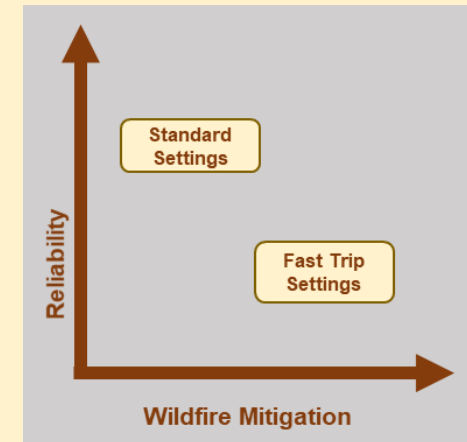 Standard
Settings
Fast Trip
Settings
Reliability
Wildfire Mitigation